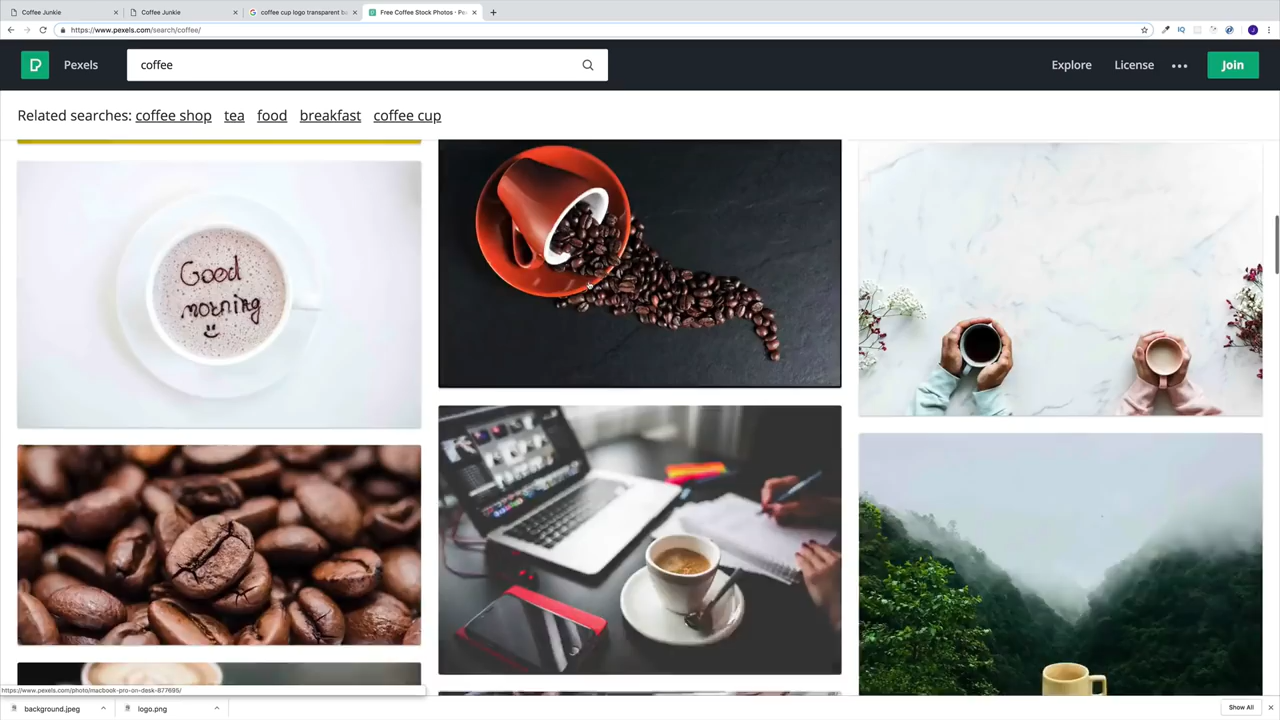 Coffee Junkie
Coffee Junkie
coffee cup logo transparent ba
Free Coffee Stock Photos · Pe
https://www.pexels.com/search/coffee/
Pexels
coffee
Explore
License
Join
Related searches: coffee shop tea food breakfast coffee cup
Good
morning
https://www.pexels.com/photo/macbook-pro-on-desk-877695/
background.jpeg
logo.png
Show All